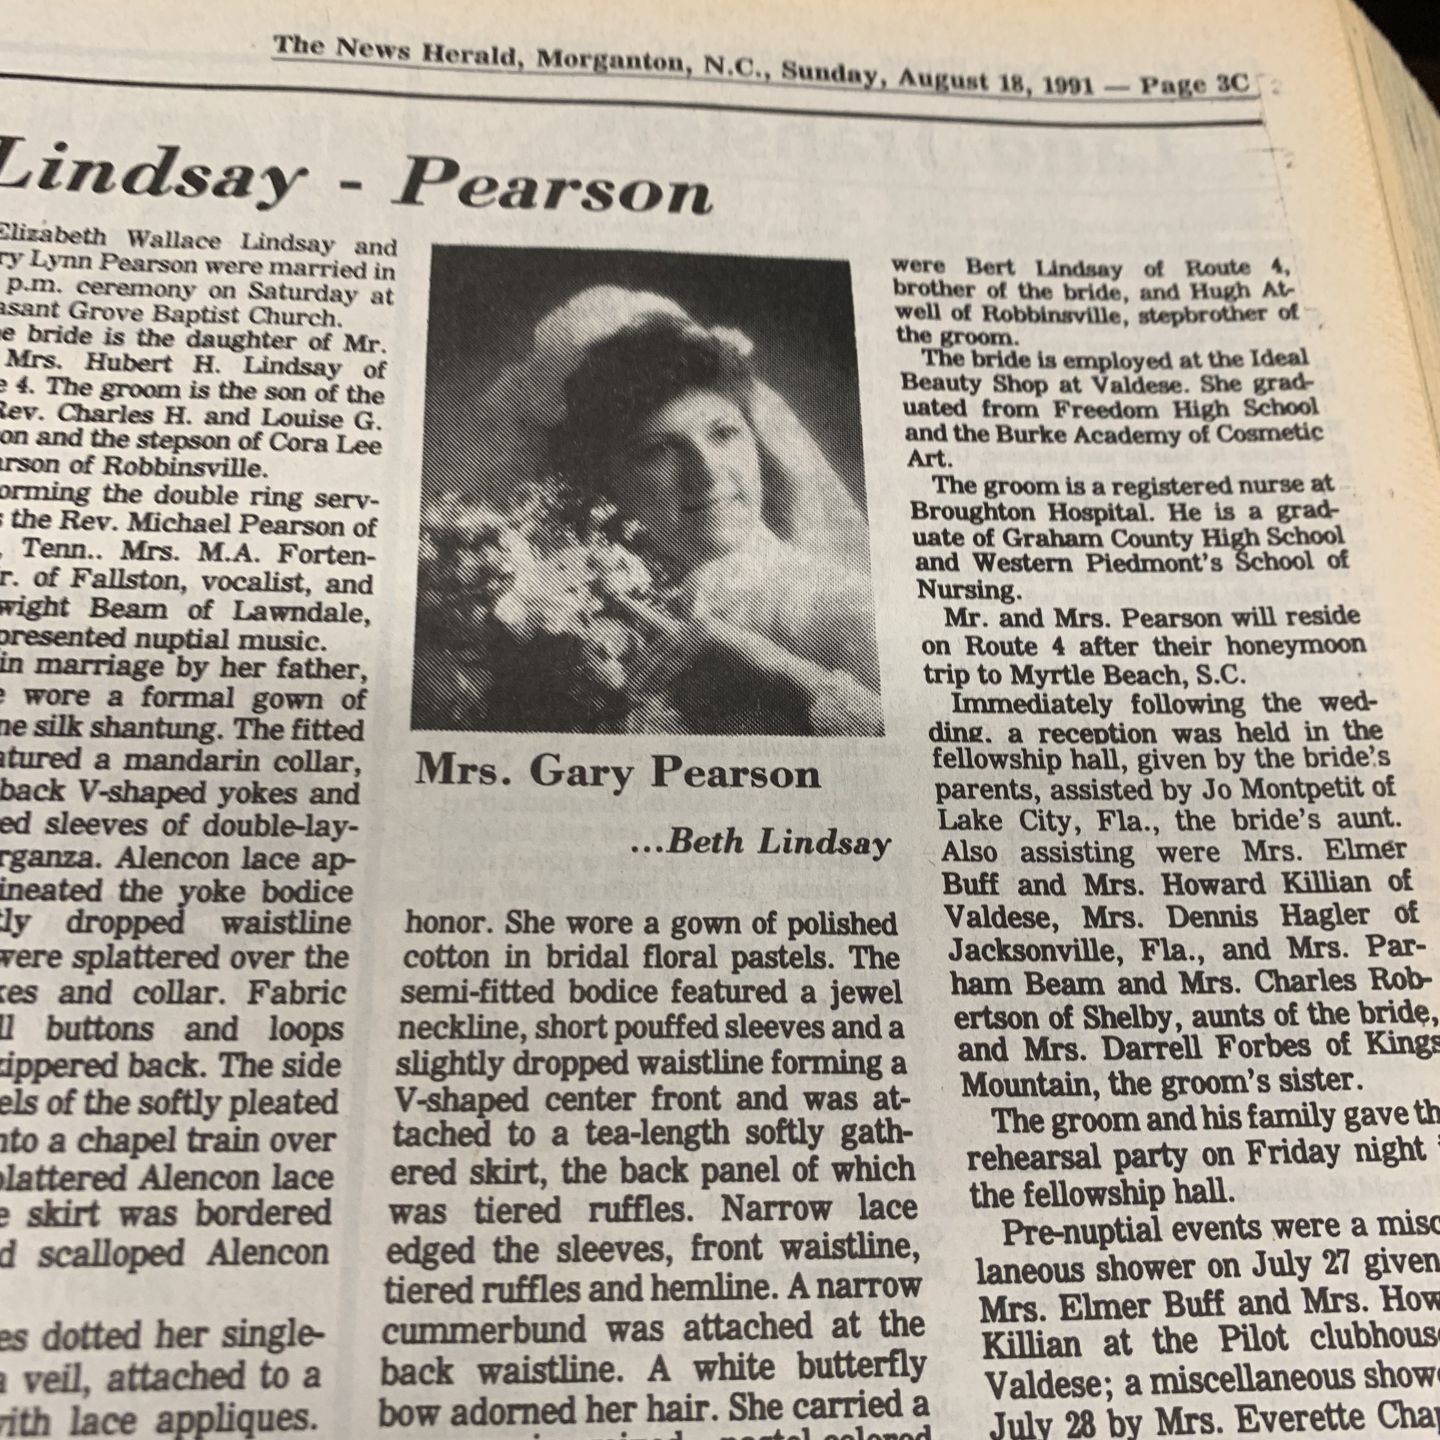 The News Herald, Morganton, N.C., Sunday, August 18, 1991 — Page 3C
Lindsay - Pearson
Elizabeth Wallace Lindsay and
ry Lynn Pearson were married in
p.m. ceremony on Saturday at
asant Grove Baptist Church.
e bride is the daughter of Mr.
Mrs. Hubert H. Lindsay of
e 4. The groom is the son of the
Rev. Charles H. and Louise G.
on and the stepson of Cora Lee
arson of Robbinsville.
orming the double ring serv-
s the Rev. Michael Pearson of
, Tenn.. Mrs. M.A. Forten-
r. of Fallston, vocalist, and
wight Beam of Lawndale,
presented nuptial music.
in marriage by her father,
e wore a formal gown of
ne silk shantung. The fitted
atured a mandarin collar,
back V-shaped yokes and
ed sleeves of double-lay-
rganza. Alencon lace ap-
ineated the yoke bodice
tly dropped waistline
were splattered over the
kes and collar. Fabric
ll buttons and loops
zippered back. The side
els of the softly pleated
nto a chapel train over
plattered Alencon lace
e skirt was bordered
d scalloped Alencon
es dotted her single-
a veil, attached to a
with lace appliques.
Mrs. Gary Pearson
...Beth Lindsay
honor. She wore a gown of polished
cotton in bridal floral pastels. The
semi-fitted bodice featured a jewel
neckline, short pouffed sleeves and a
slightly dropped waistline forming a
V-shaped center front and was at-
tached to a tea-length softly gath-
ered skirt, the back panel of which
was tiered ruffles. Narrow lace
edged the sleeves, front waistline,
tiered ruffles and hemline. A narrow
cummerbund was attached at the
back waistline. A white butterfly
bow adorned her hair. She carried a
pastel-colored
were Bert Lindsay of Route 4,
brother of the bride, and Hugh At-
well of Robbinsville, stepbrother of
the groom.
The bride is employed at the Ideal
Beauty Shop at Valdese. She grad-
uated from Freedom High School
and the Burke Academy of Cosmetic
Art.
The groom is a registered nurse at
Broughton Hospital. He is a grad-
uate of Graham County High School
and Western Piedmont's School of
Nursing.
Mr. and Mrs. Pearson will reside
on Route 4 after their honeymoon
trip to Myrtle Beach, S.C.
Immediately following the wed-
ding, a reception was held in the
fellowship hall, given by the bride's
parents, assisted by Jo Montpetit of
Lake City, Fla., the bride's aunt.
Also assisting were Mrs. Elmer
Buff and Mrs. Howard Killian of
Valdese, Mrs. Dennis Hagler of
Jacksonville, Fla., and Mrs. Par-
ham Beam and Mrs. Charles Rob-
ertson of Shelby, aunts of the bride,
and Mrs. Darrell Forbes of Kings
Mountain, the groom's sister.
The groom and his family gave th
rehearsal party on Friday night i
the fellowship hall.
Pre-nuptial events were a misc
laneous shower on July 27 given
Mrs. Elmer Buff and Mrs. How
Killian at the Pilot clubhouse
Valdese; a miscellaneous showe
July 28 by Mrs. Everette Chap